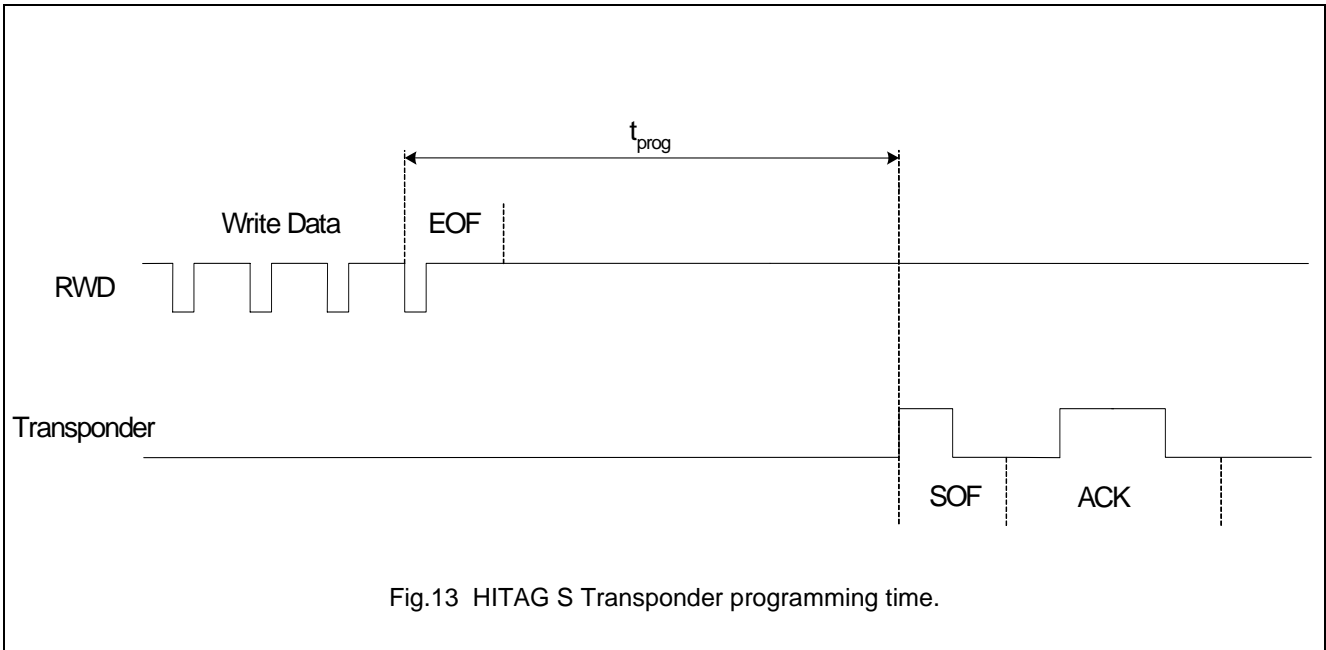 t_prog
Write Data EOF
RWD
Transponder
SOF ACK
Fig.13 HITAG S Transponder programming time.